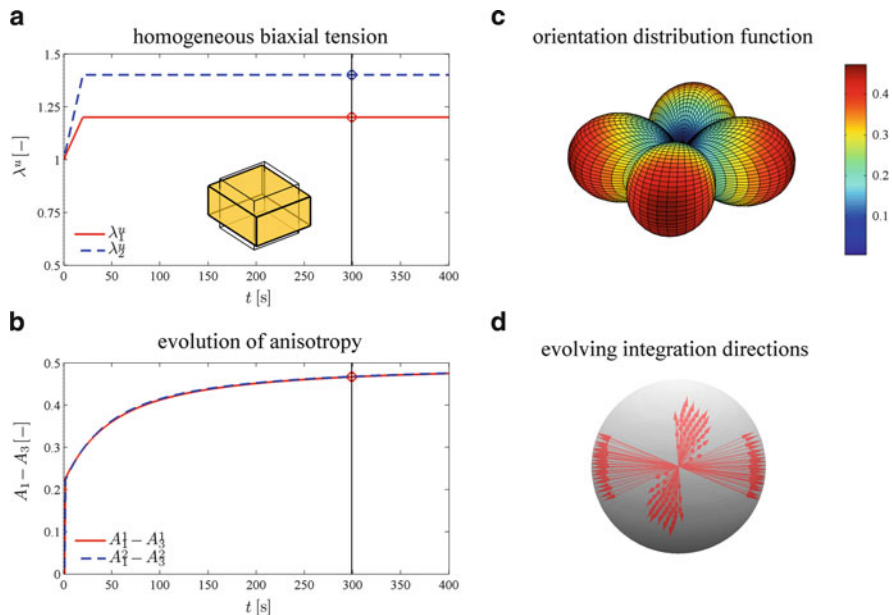 a
homogeneous biaxial tension
1.5
1.25
1
0.75
0.5
λᵘ [−]
λ₁ᵘ
λ₂ᵘ
0 50 100 150 200 250 300 350 400
t [s]
b
evolution of anisotropy
0.5
0.4
0.3
0.2
0.1
0
A₁ − A₃ [−]
A₁¹ − A₃¹
A₁² − A₃²
0 50 100 150 200 250 300 350 400
t [s]
c
orientation distribution function
0.4
0.3
0.2
0.1
d
evolving integration directions